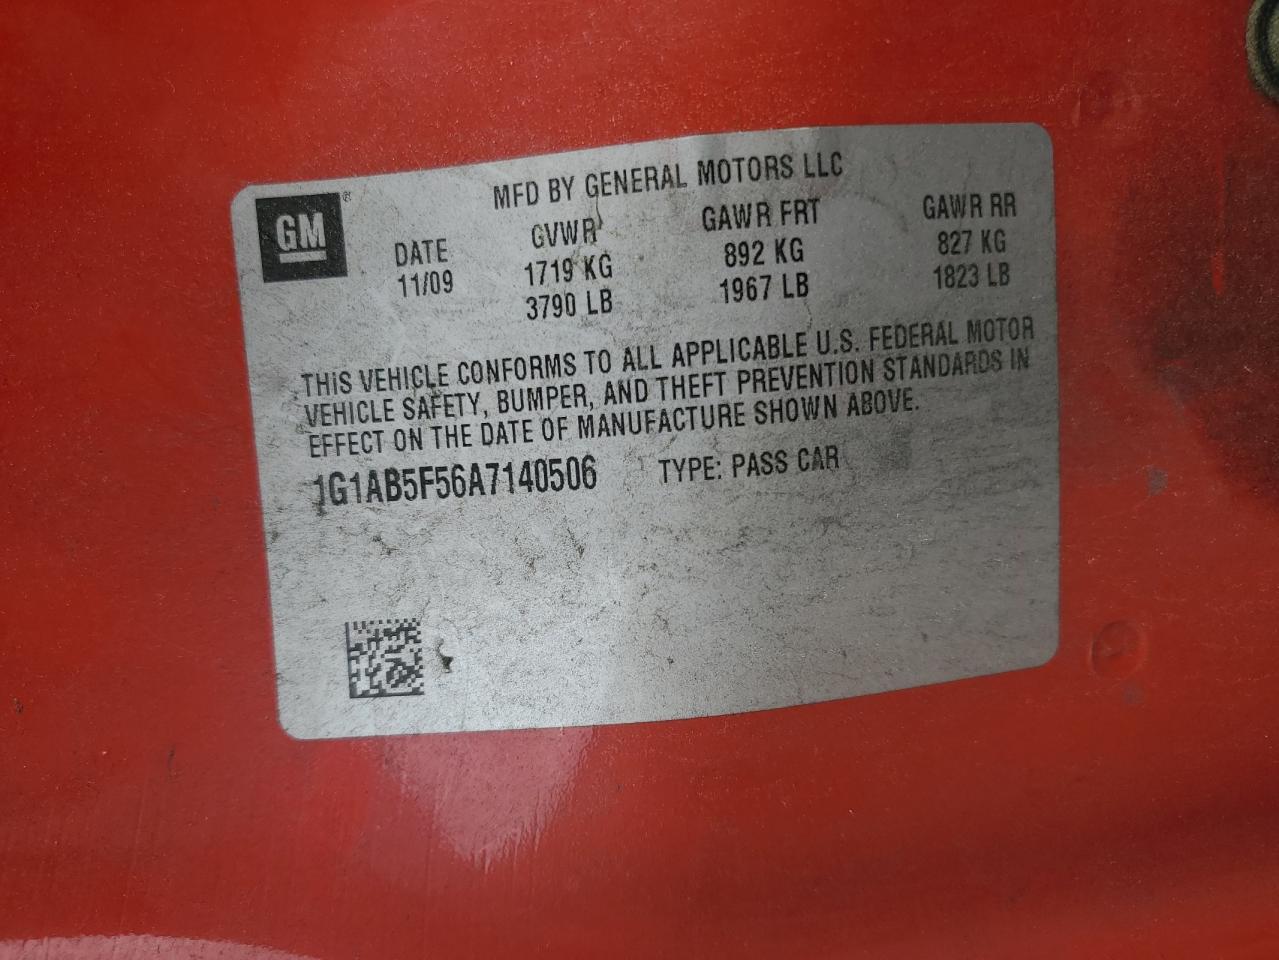 MFD BY GENERAL MOTORS LLC
GM®
DATE GVWR GAWR FRT GAWR RR
11/09 1719 KG 892 KG 827 KG
3790 LB 1967 LB 1823 LB
THIS VEHICLE CONFORMS TO ALL APPLICABLE U.S. FEDERAL MOTOR
VEHICLE SAFETY, BUMPER, AND THEFT PREVENTION STANDARDS IN
EFFECT ON THE DATE OF MANUFACTURE SHOWN ABOVE.
1G1AB5F56A7140506 TYPE: PASS CAR